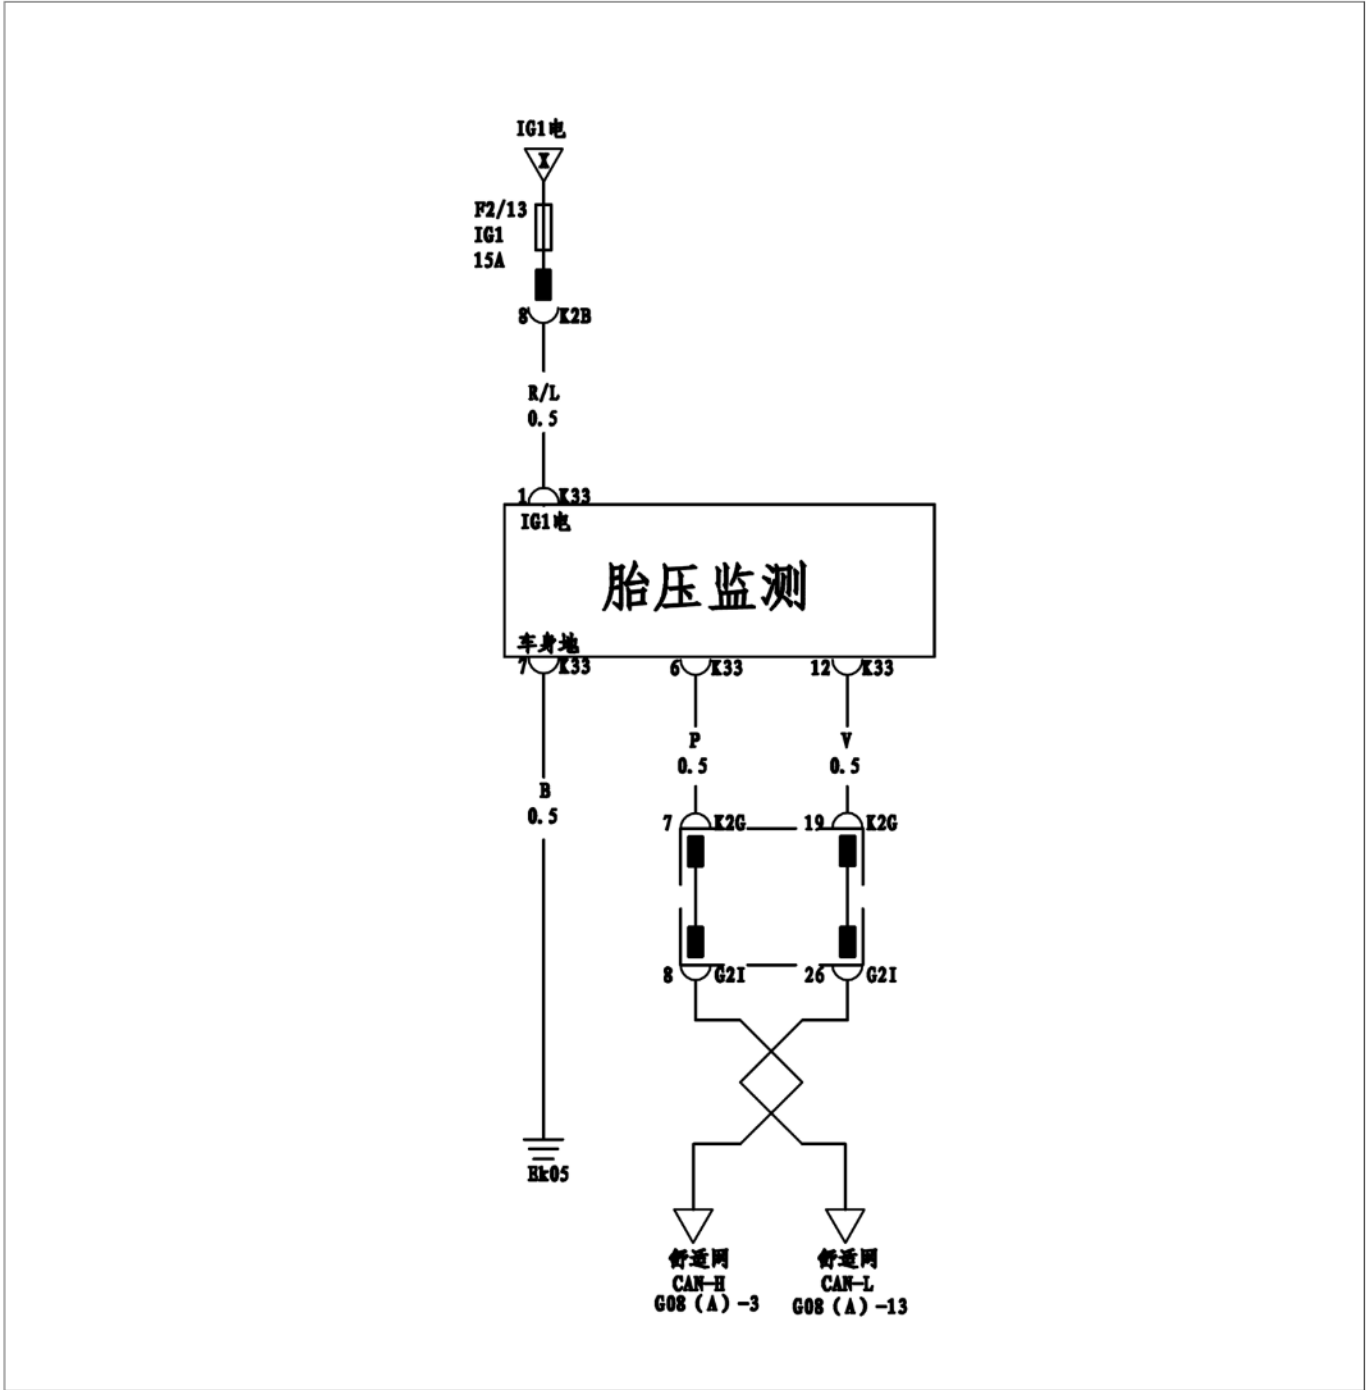 IG1电
X
F2/13
IG1
15A
8 K2B
R/L
0.5
1 K33
IG1电
胎压监测
车身地
7 K33 6 K33 12 K33
P V
0.5 0.5
B
0.5
7 K2G 19 K2G
8 G2I 26 G2I
Ek05
舒适网 舒适网
CAN-H CAN-L
G08(A)-3 G08(A)-13